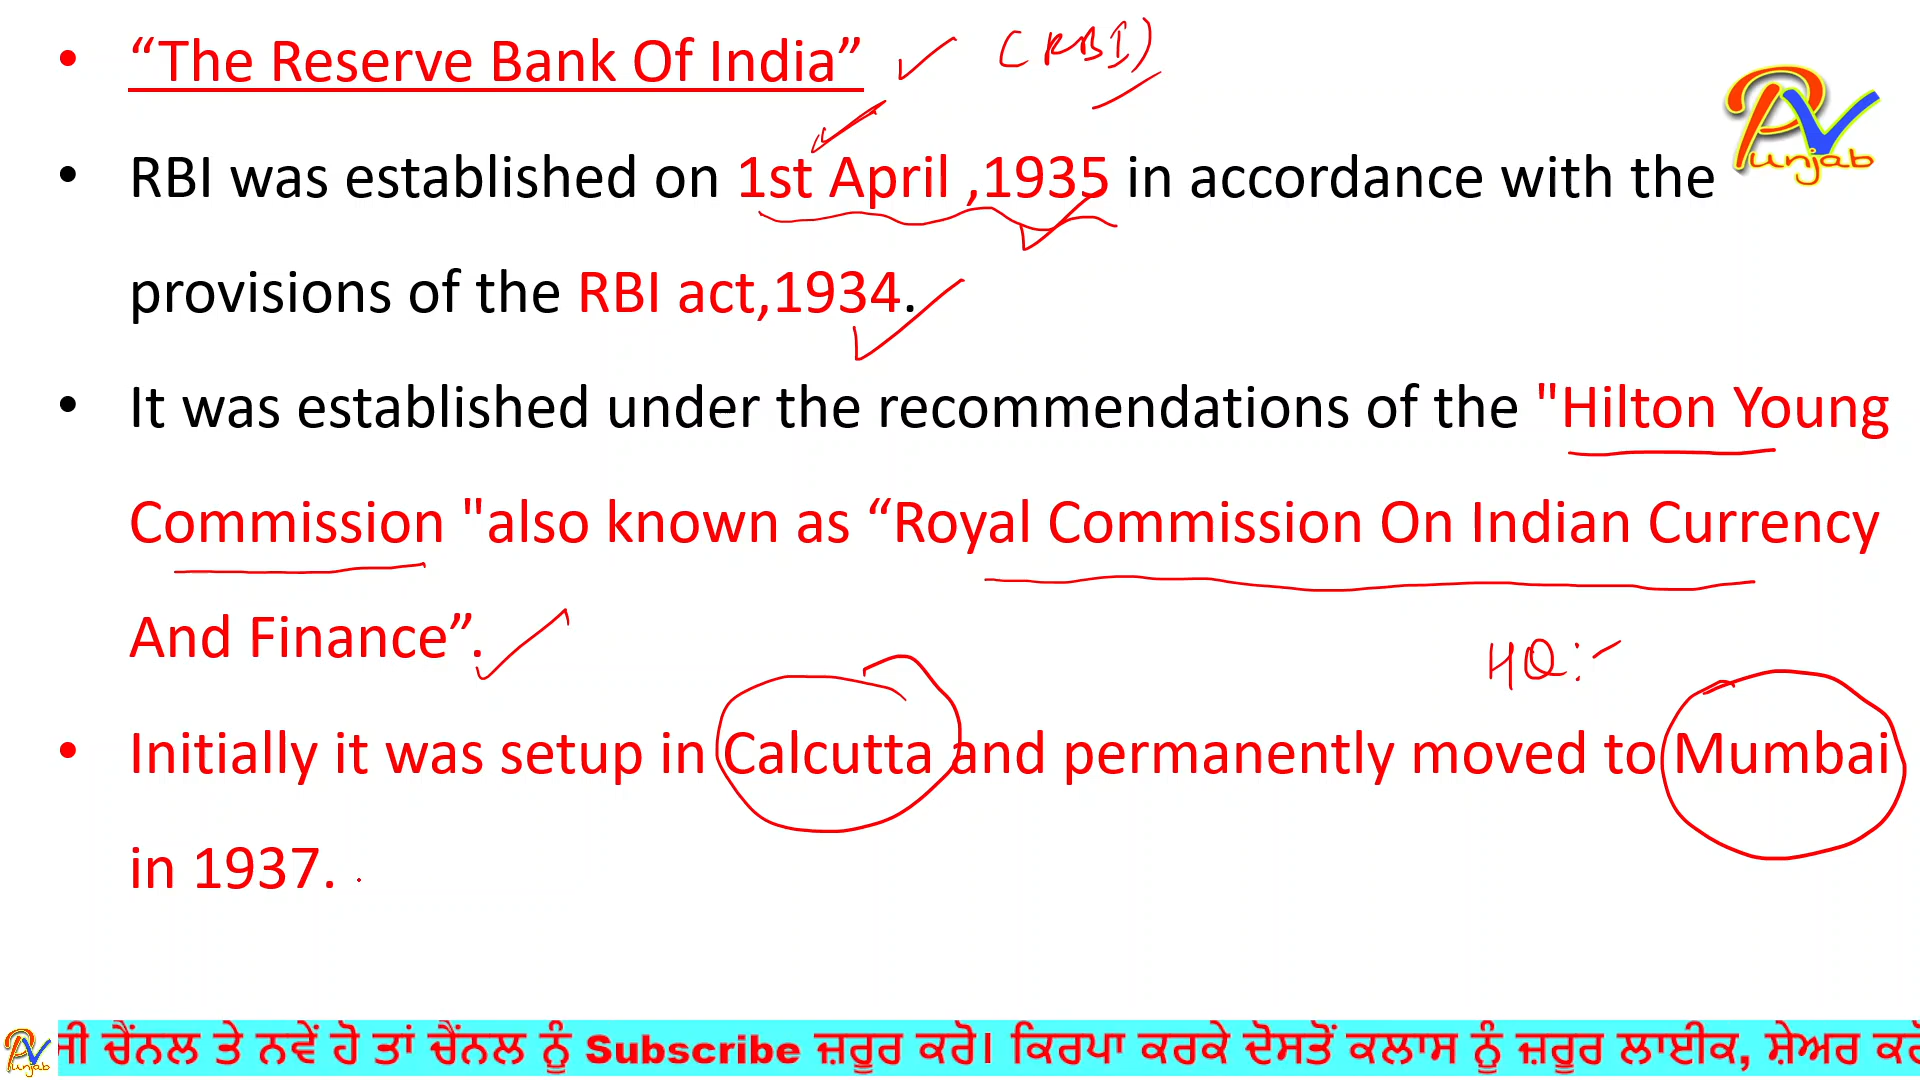 • “The Reserve Bank Of India” (RBI)
• RBI was established on 1st April ,1935 in accordance with the
provisions of the RBI act,1934.
• It was established under the recommendations of the "Hilton Young
Commission "also known as “Royal Commission On Indian Currency
And Finance”.
HQ:-
• Initially it was setup in Calcutta and permanently moved to Mumbai
in 1937.
PV
unjab
ਸੀ ਚੈਂਨਲ ਤੇ ਨਵੇਂ ਹੋ ਤਾਂ ਚੈਂਨਲ ਨੂੰ Subscribe ਜ਼ਰੂਰ ਕਰੋ। ਕਿਰਪਾ ਕਰਕੇ ਦੋਸਤੋਂ ਕਲਾਸ ਨੂੰ ਜ਼ਰੂਰ ਲਾਈਕ, ਸ਼ੇਅਰ ਕਰੋ